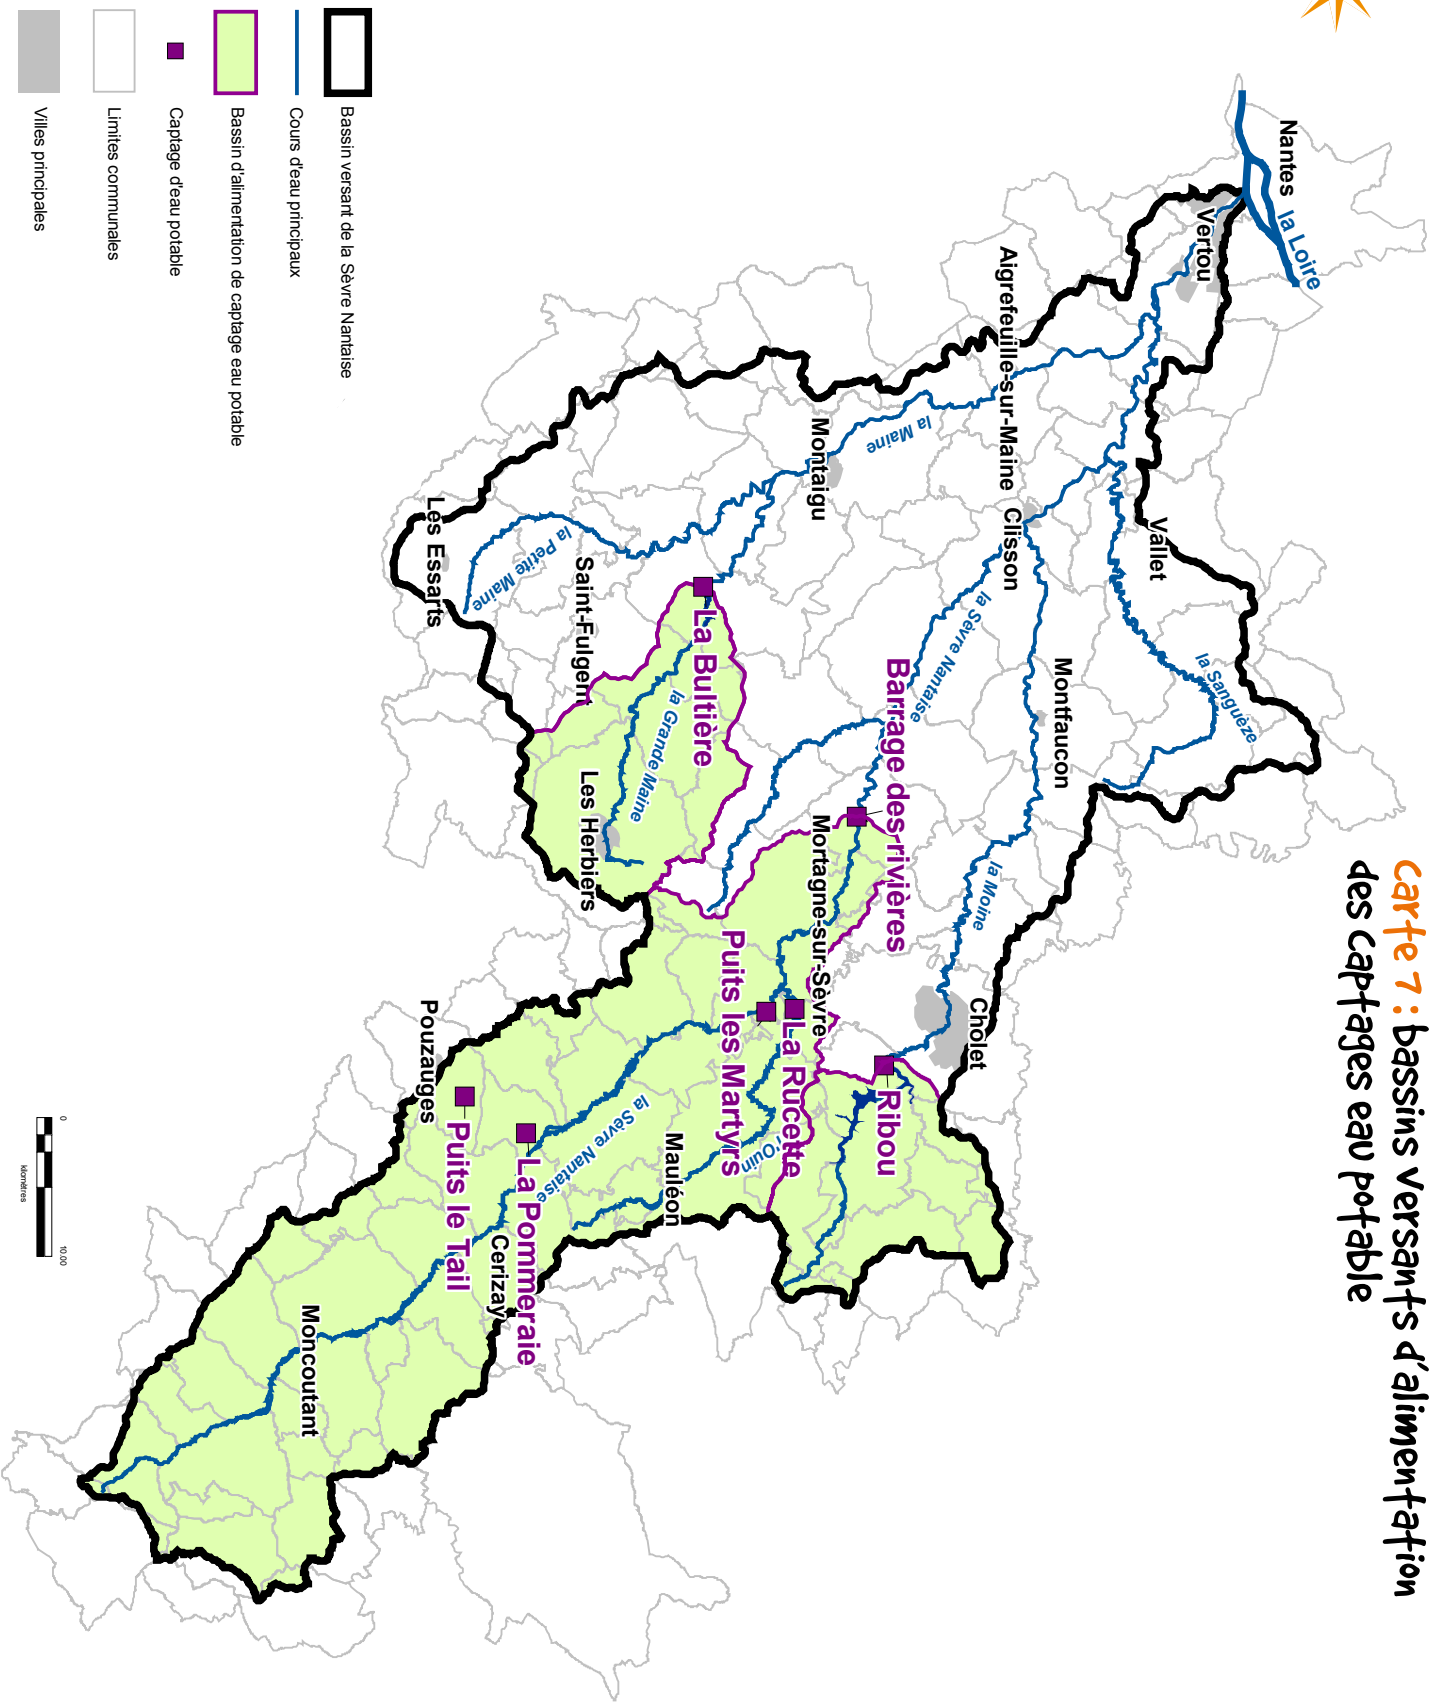 Carte 7 : bassins versants d'alimentation
des captages eau potable
Nantes
la Loire
Vertou
Vallet
la Sanguèze
Aigrefeuille-sur-Maine
Clisson
Montfaucon
la Maine
la Sèvre Nantaise
la Moine
Cholet
Montaigu
Barrage des rivières
Mortagne-sur-Sèvre
Ribou
La Rucette
Puits les Martyrs
l'Ouin
La Bultière
la Grande Maine
Saint-Fulgent
la Petite Maine
Les Essarts
Les Herbiers
Mauléon
la Sèvre Nantaise
La Pommeraie
Cerizay
Pouzauges
Puits le Tail
Moncoutant
Bassin versant de la Sèvre Nantaise
Cours d'eau principaux
Bassin d'alimentation de captage eau potable
Captage d'eau potable
Limites communales
Villes principales
0
10.00
kilomètres